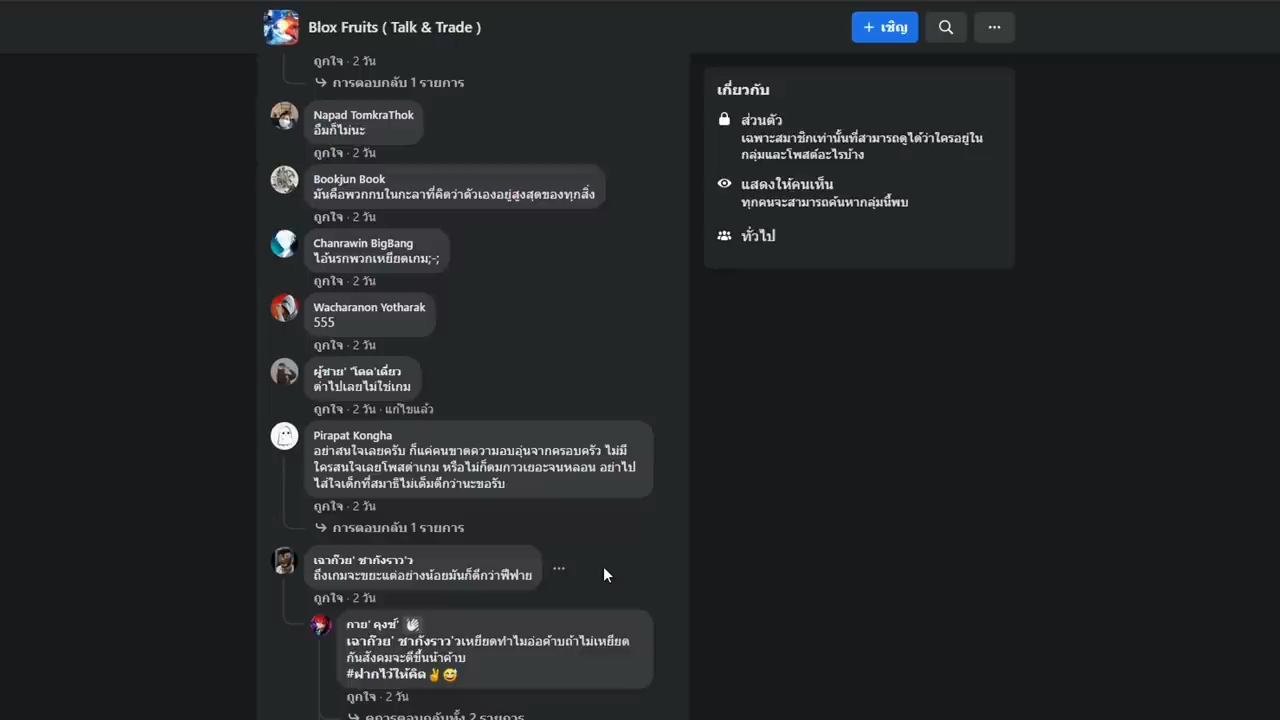 Blox Fruits ( Talk & Trade )
+ เชิญ
ถูกใจ · 2 วัน
การตอบกลับ 1 รายการ
Napad TomkraThok
อืมก็ไม่นะ
ถูกใจ · 2 วัน
Bookjun Book
มันคือพวกกบในกะลาที่คิดว่าตัวเองอยู่สูงสุดของทุกสิ่ง
ถูกใจ · 2 วัน
Chanrawin BigBang
ไอ้นรกพวกเหยียดเกม;-;
ถูกใจ · 2 วัน
Wacharanon Yotharak
555
ถูกใจ · 2 วัน
ผู้ชาย' 'โดด'เดี่ยว
ด่าไปเลยไม่ใช่เกม
ถูกใจ · 2 วัน · แก้ไขแล้ว
Pirapat Kongha
อย่าสนใจเลยครับ ก็แค่คนขาดความอบอุ่นจากครอบครัว ไม่มี
ใครสนใจเลยโพสด่าเกม หรือไม่ก็ดมกาวเยอะจนหลอน อย่าไป
ใส่ใจเด็กที่สมาธิไม่เต็มดีกว่านะขอรับ
ถูกใจ · 2 วัน
การตอบกลับ 1 รายการ
เฉาก๊วย' ชากังราว'ว
ถึงเกมจะขยะแต่อย่างน้อยมันก็ดีกว่าฟีฟาย
ถูกใจ · 2 วัน
กาย' คุงซ์' 👋
เฉาก๊วย' ชากังราว'วเหยียดทำไมอ่อค้าบถ้าไม่เหยียด
กันสังคมจะดีขึ้นน้าค้าบ
#ฝากไว้ให้คิด✌️😅
ถูกใจ · 2 วัน
ดูการตอบกลับทั้ง 2 รายการ
เกี่ยวกับ
ส่วนตัว
เฉพาะสมาชิกเท่านั้นที่สามารถดูได้ว่าใครอยู่ใน
กลุ่มและโพสต์อะไรบ้าง
แสดงให้คนเห็น
ทุกคนจะสามารถค้นหากลุ่มนี้พบ
ทั่วไป